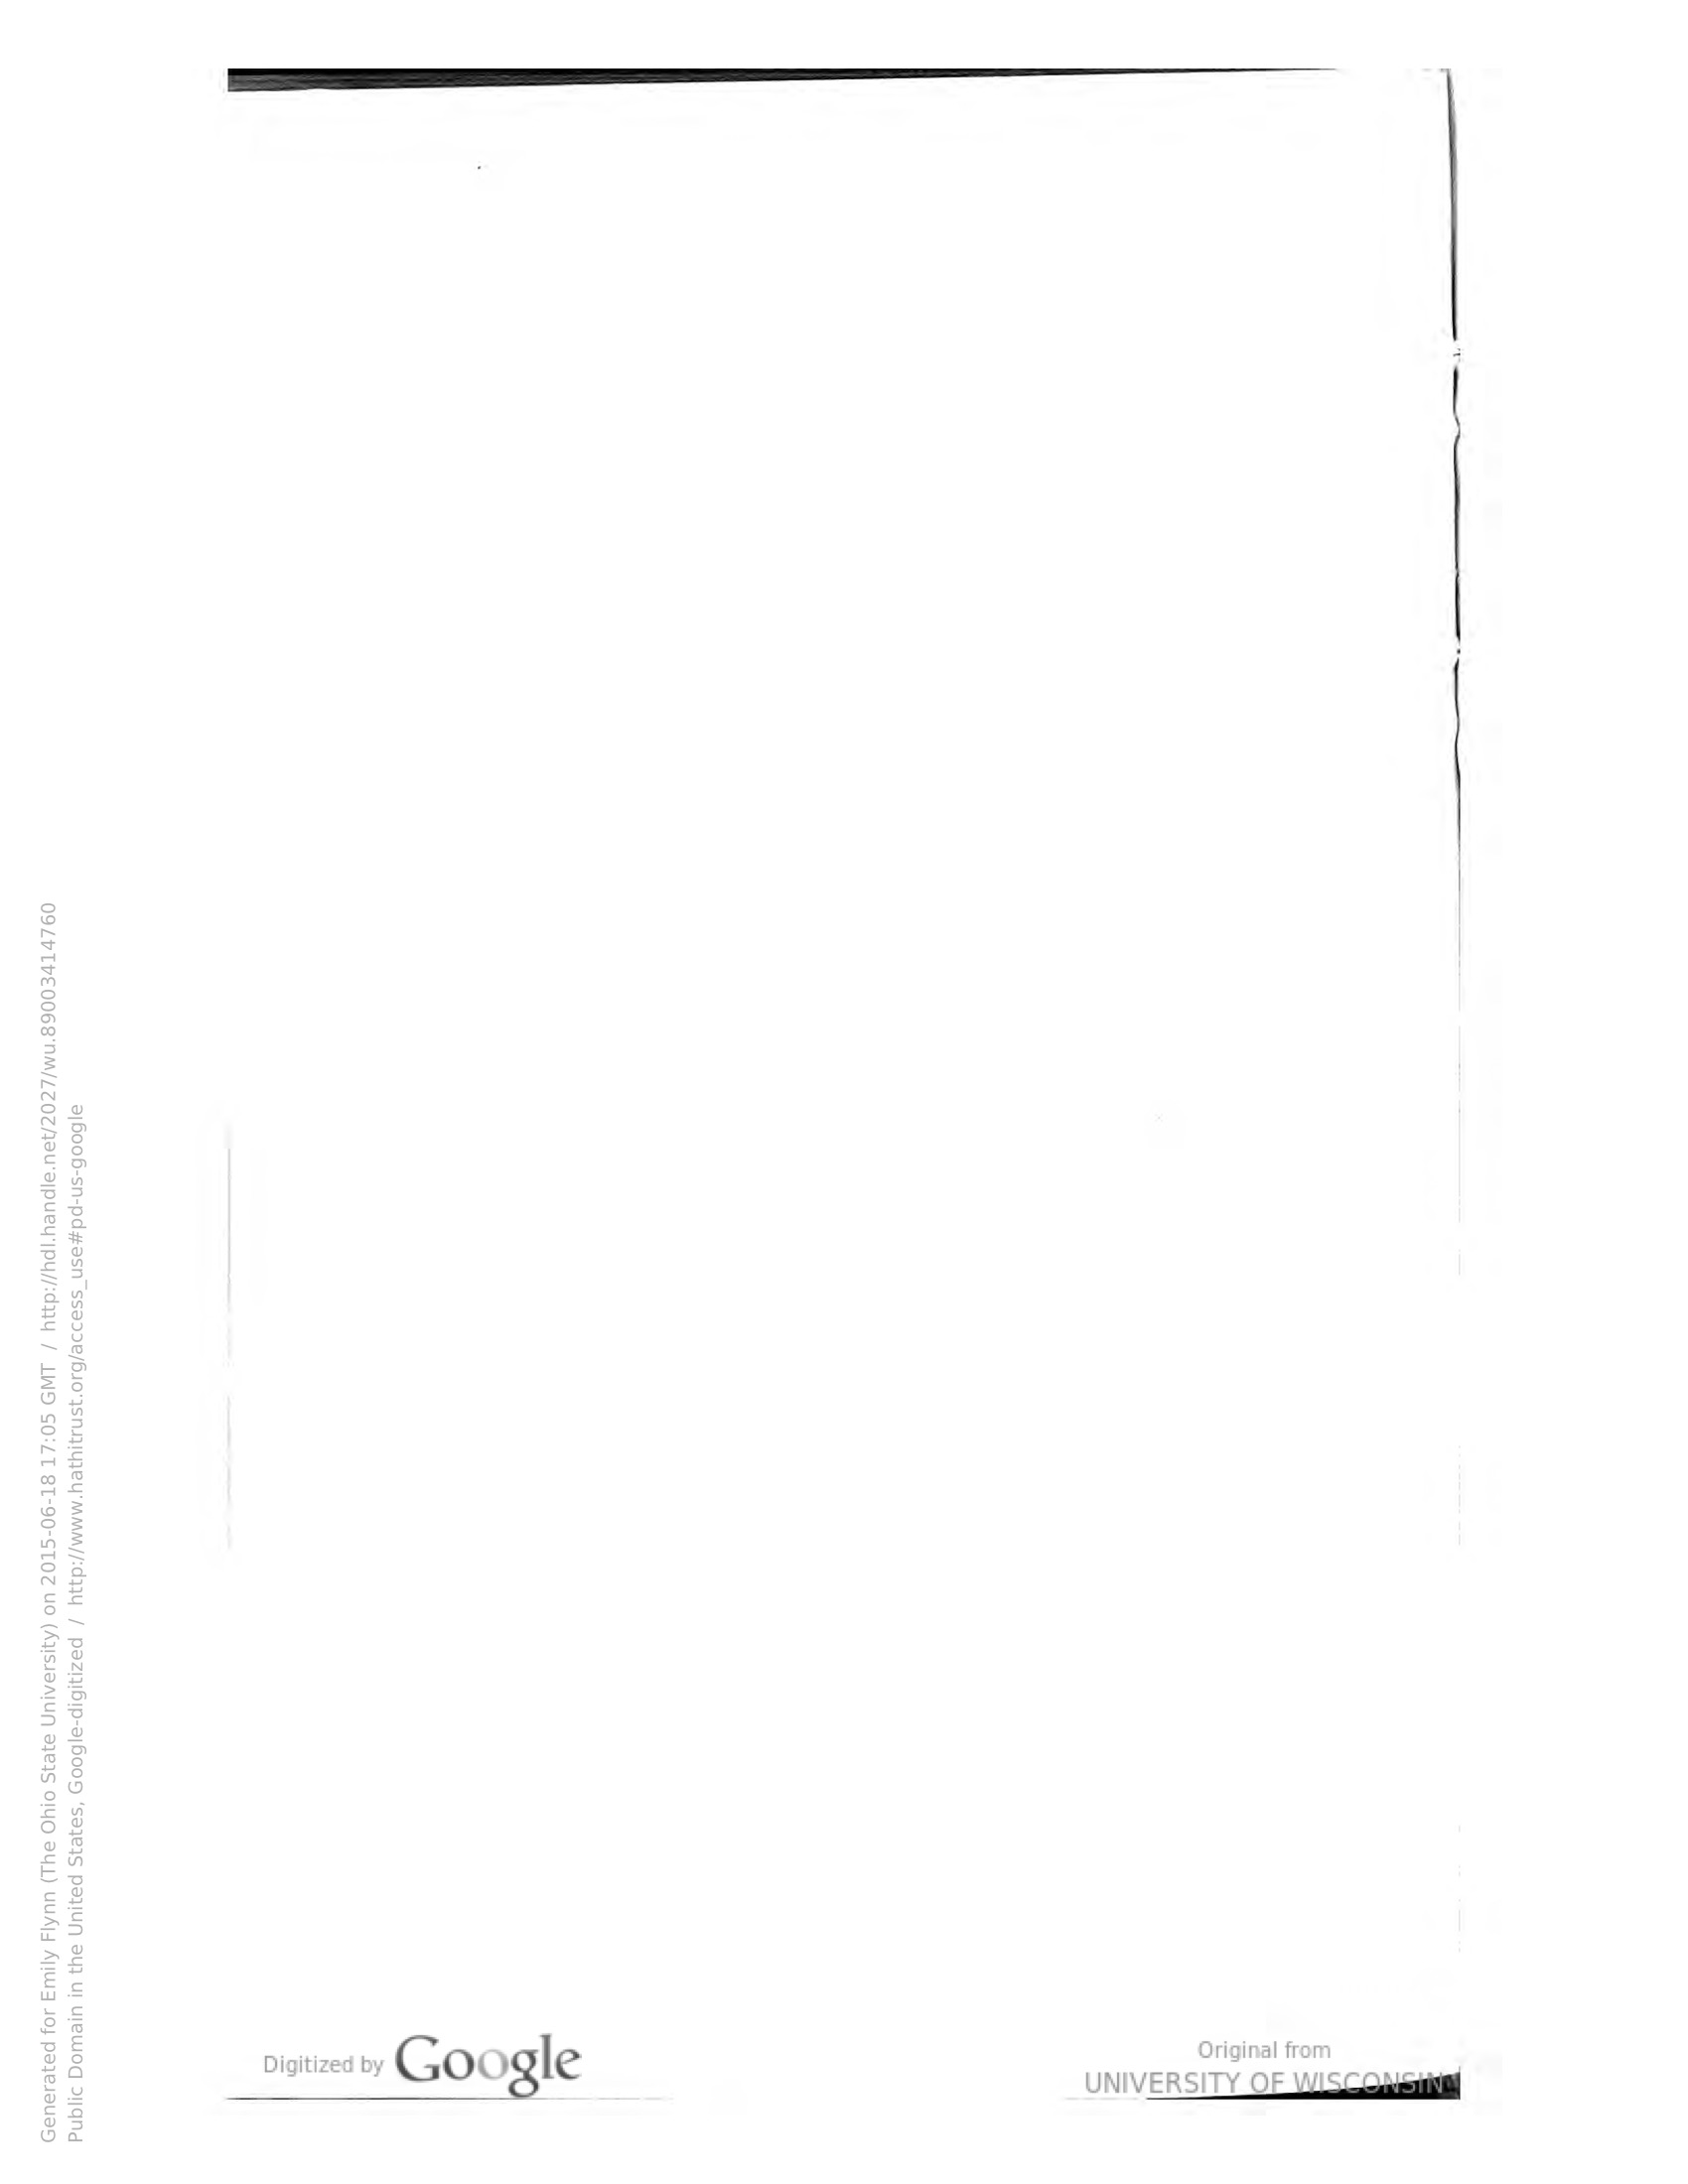 Generated for Emily Flynn (The Ohio State University) on 2015-06-18 17:05 GMT / http://hdl.handle.net/2027/wu.89003414760
Public Domain in the United States, Google-digitized / http://www.hathitrust.org/access_use#pd-us-google
Digitized by Google
Original from
UNIVERSITY OF WISCONSIN